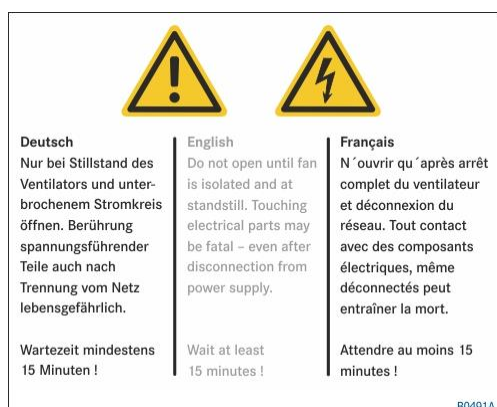 Deutsch
Nur bei Stillstand des
Ventilators und unter-
brochenem Stromkreis
öffnen. Berührung
spannungsführender
Teile auch nach
Trennung vom Netz
lebensgefährlich.
Wartezeit mindestens
15 Minuten !
English
Do not open until fan
is isolated and at
standstill. Touching
electrical parts may
be fatal – even after
disconnection from
power supply.
Wait at least
15 minutes !
Français
N´ouvrir qu´après arrêt
complet du ventilateur
et déconnexion du
réseau. Tout contact
avec des composants
électriques, même
déconnectés peut
entraîner la mort.
Attendre au moins 15
minutes !
B0491A